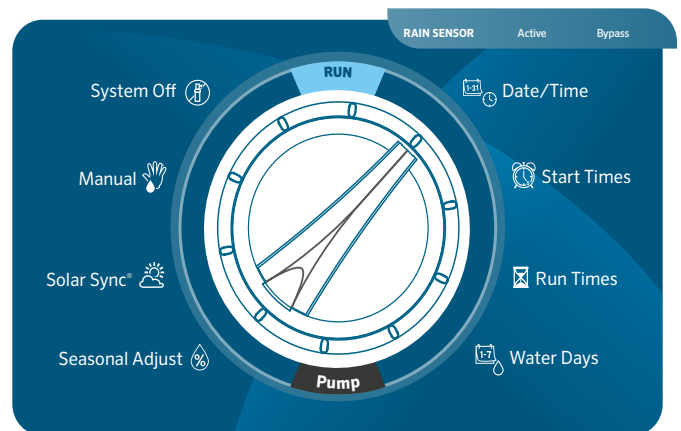 RAIN SENSOR Active Bypass
RUN
System Off
1-31 Date/Time
Manual
Start Times
Solar Sync®
Run Times
Seasonal Adjust %
1-7 Water Days
Pump